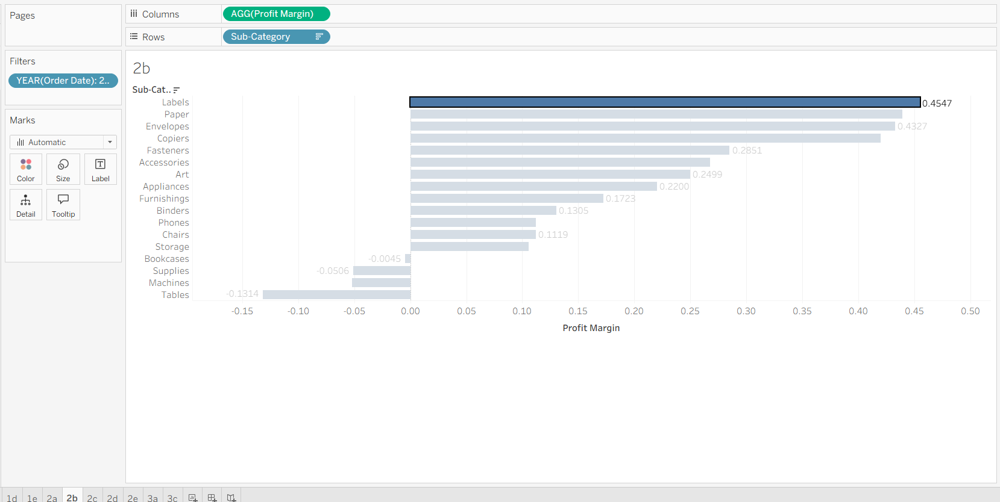 Pages
Columns
AGG(Profit Margin)
Rows
Sub-Category
Filters
YEAR(Order Date): 2..
Marks
Automatic
Color
Size
Label
Detail
Tooltip
2b
Sub-Cat..
Labels 0.4547
Paper
Envelopes 0.4327
Copiers
Fasteners 0.2851
Accessories
Art 0.2499
Appliances 0.2200
Furnishings 0.1723
Binders 0.1305
Phones
Chairs 0.1119
Storage
Bookcases -0.0045
Supplies -0.0506
Machines
Tables -0.1314
-0.15 -0.10 -0.05 0.00 0.05 0.10 0.15 0.20 0.25 0.30 0.35 0.40 0.45 0.50
Profit Margin
1d 1e 2a 2b 2c 2d 2e 3a 3c